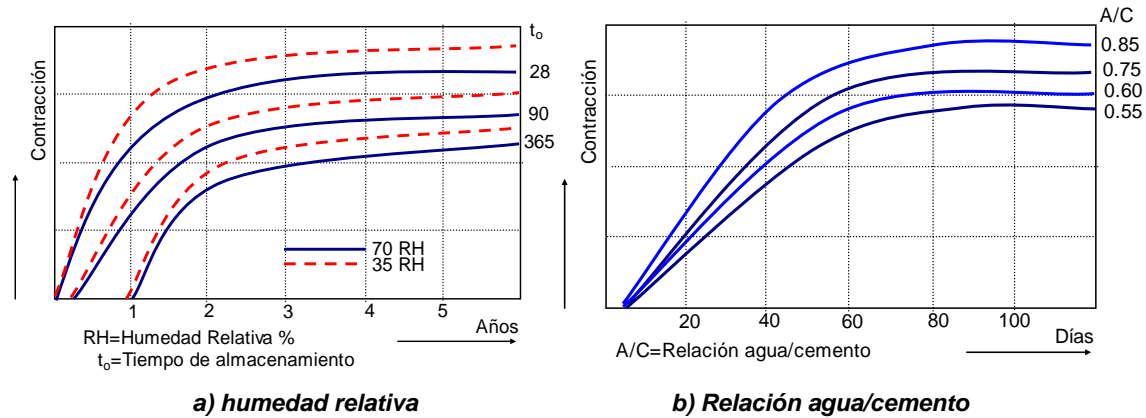 Contracción
tₒ
28
90
365
70 RH
35 RH
1
2
3
4
5
Años
RH=Humedad Relativa %
tₒ=Tiempo de almacenamiento
a) humedad relativa
Contracción
A/C
0.85
0.75
0.60
0.55
20
40
60
80
100
Días
A/C=Relación agua/cemento
b) Relación agua/cemento